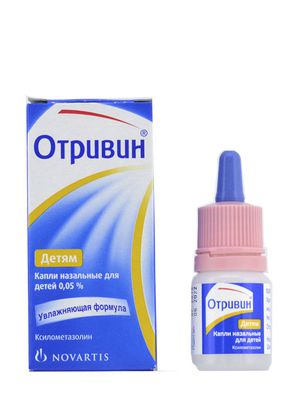 Отривин®
Детям
Капли назальные для
детей 0,05 %
Увлажняющая формула
Ксилометазолин
NOVARTIS
Отривин®
Детям
Капли назальные
для детей
Ксилометазолин